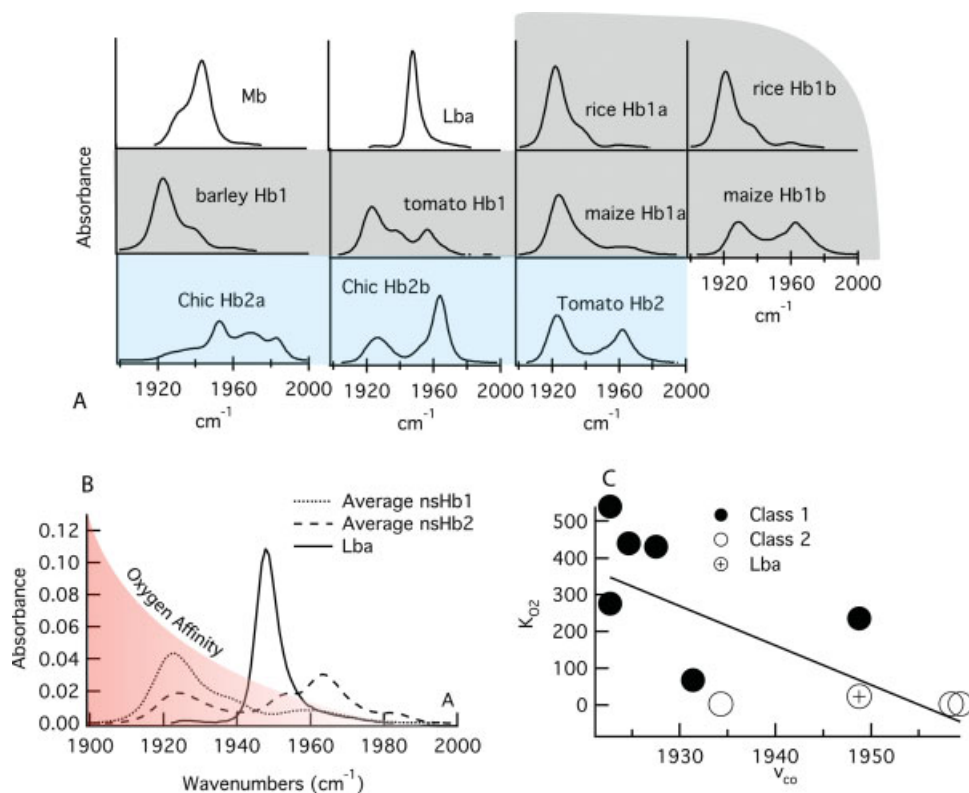 Absorbance
Mb
Lba
rice Hb1a
rice Hb1b
barley Hb1
tomato Hb1
maize Hb1a
maize Hb1b
1920 1960 2000
cm-1
Chic Hb2a
Chic Hb2b
Tomato Hb2
1920 1960 2000
1920 1960 2000
1920 1960 2000
A
cm-1
cm-1
cm-1
B
Average nsHb1
Average nsHb2
Lba
0.12
0.10
0.08
0.06
0.04
0.02
0.00
Absorbance
Oxygen Affinity
A
1900 1920 1940 1960 1980 2000
Wavenumbers (cm-1)
C
Class 1
Class 2
Lba
500
400
300
200
100
0
KO2
1930 1940 1950
νco